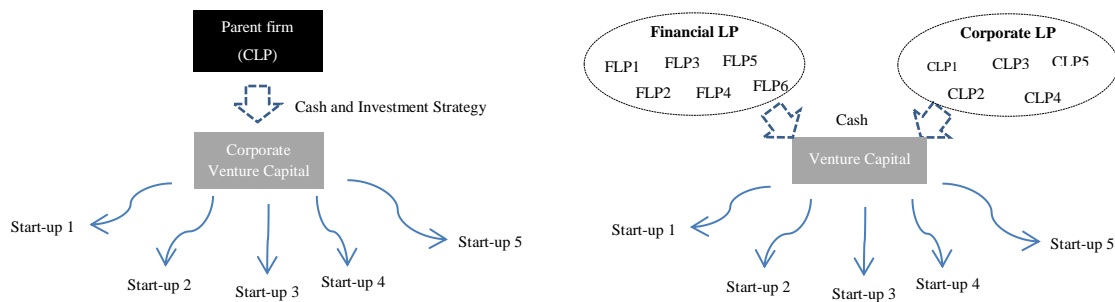 Parent firm
(CLP)
Cash and Investment Strategy
Corporate
Venture Capital
Start-up 1
Start-up 2
Start-up 3
Start-up 4
Start-up 5
Financial LP
FLP1
FLP3
FLP5
FLP2
FLP4
FLP6
Corporate LP
CLP1
CLP3
CLP5
CLP2
CLP4
Cash
Venture Capital
Start-up 1
Start-up 2
Start-up 3
Start-up 4
Start-up 5